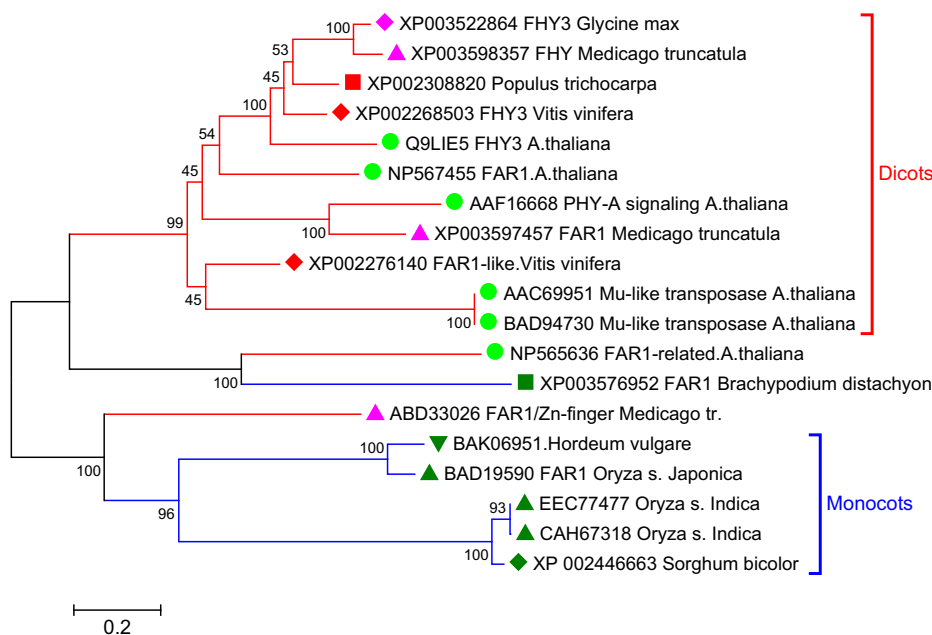 XP003522864 FHY3 Glycine max
100
53
XP003598357 FHY Medicago truncatula
45
XP002308820 Populus trichocarpa
100
XP002268503 FHY3 Vitis vinifera
54
Q9LIE5 FHY3 A.thaliana
45
NP567455 FAR1.A.thaliana
Dicots
AAF16668 PHY-A signaling A.thaliana
99
100
XP003597457 FAR1 Medicago truncatula
XP002276140 FAR1-like.Vitis vinifera
45
AAC69951 Mu-like transposase A.thaliana
100
BAD94730 Mu-like transposase A.thaliana
NP565636 FAR1-related.A.thaliana
100
XP003576952 FAR1 Brachypodium distachyon
ABD33026 FAR1/Zn-finger Medicago tr.
100
BAK06951.Hordeum vulgare
100
BAD19590 FAR1 Oryza s. Japonica
96
93
EEC77477 Oryza s. Indica
Monocots
CAH67318 Oryza s. Indica
100
XP 002446663 Sorghum bicolor
0.2